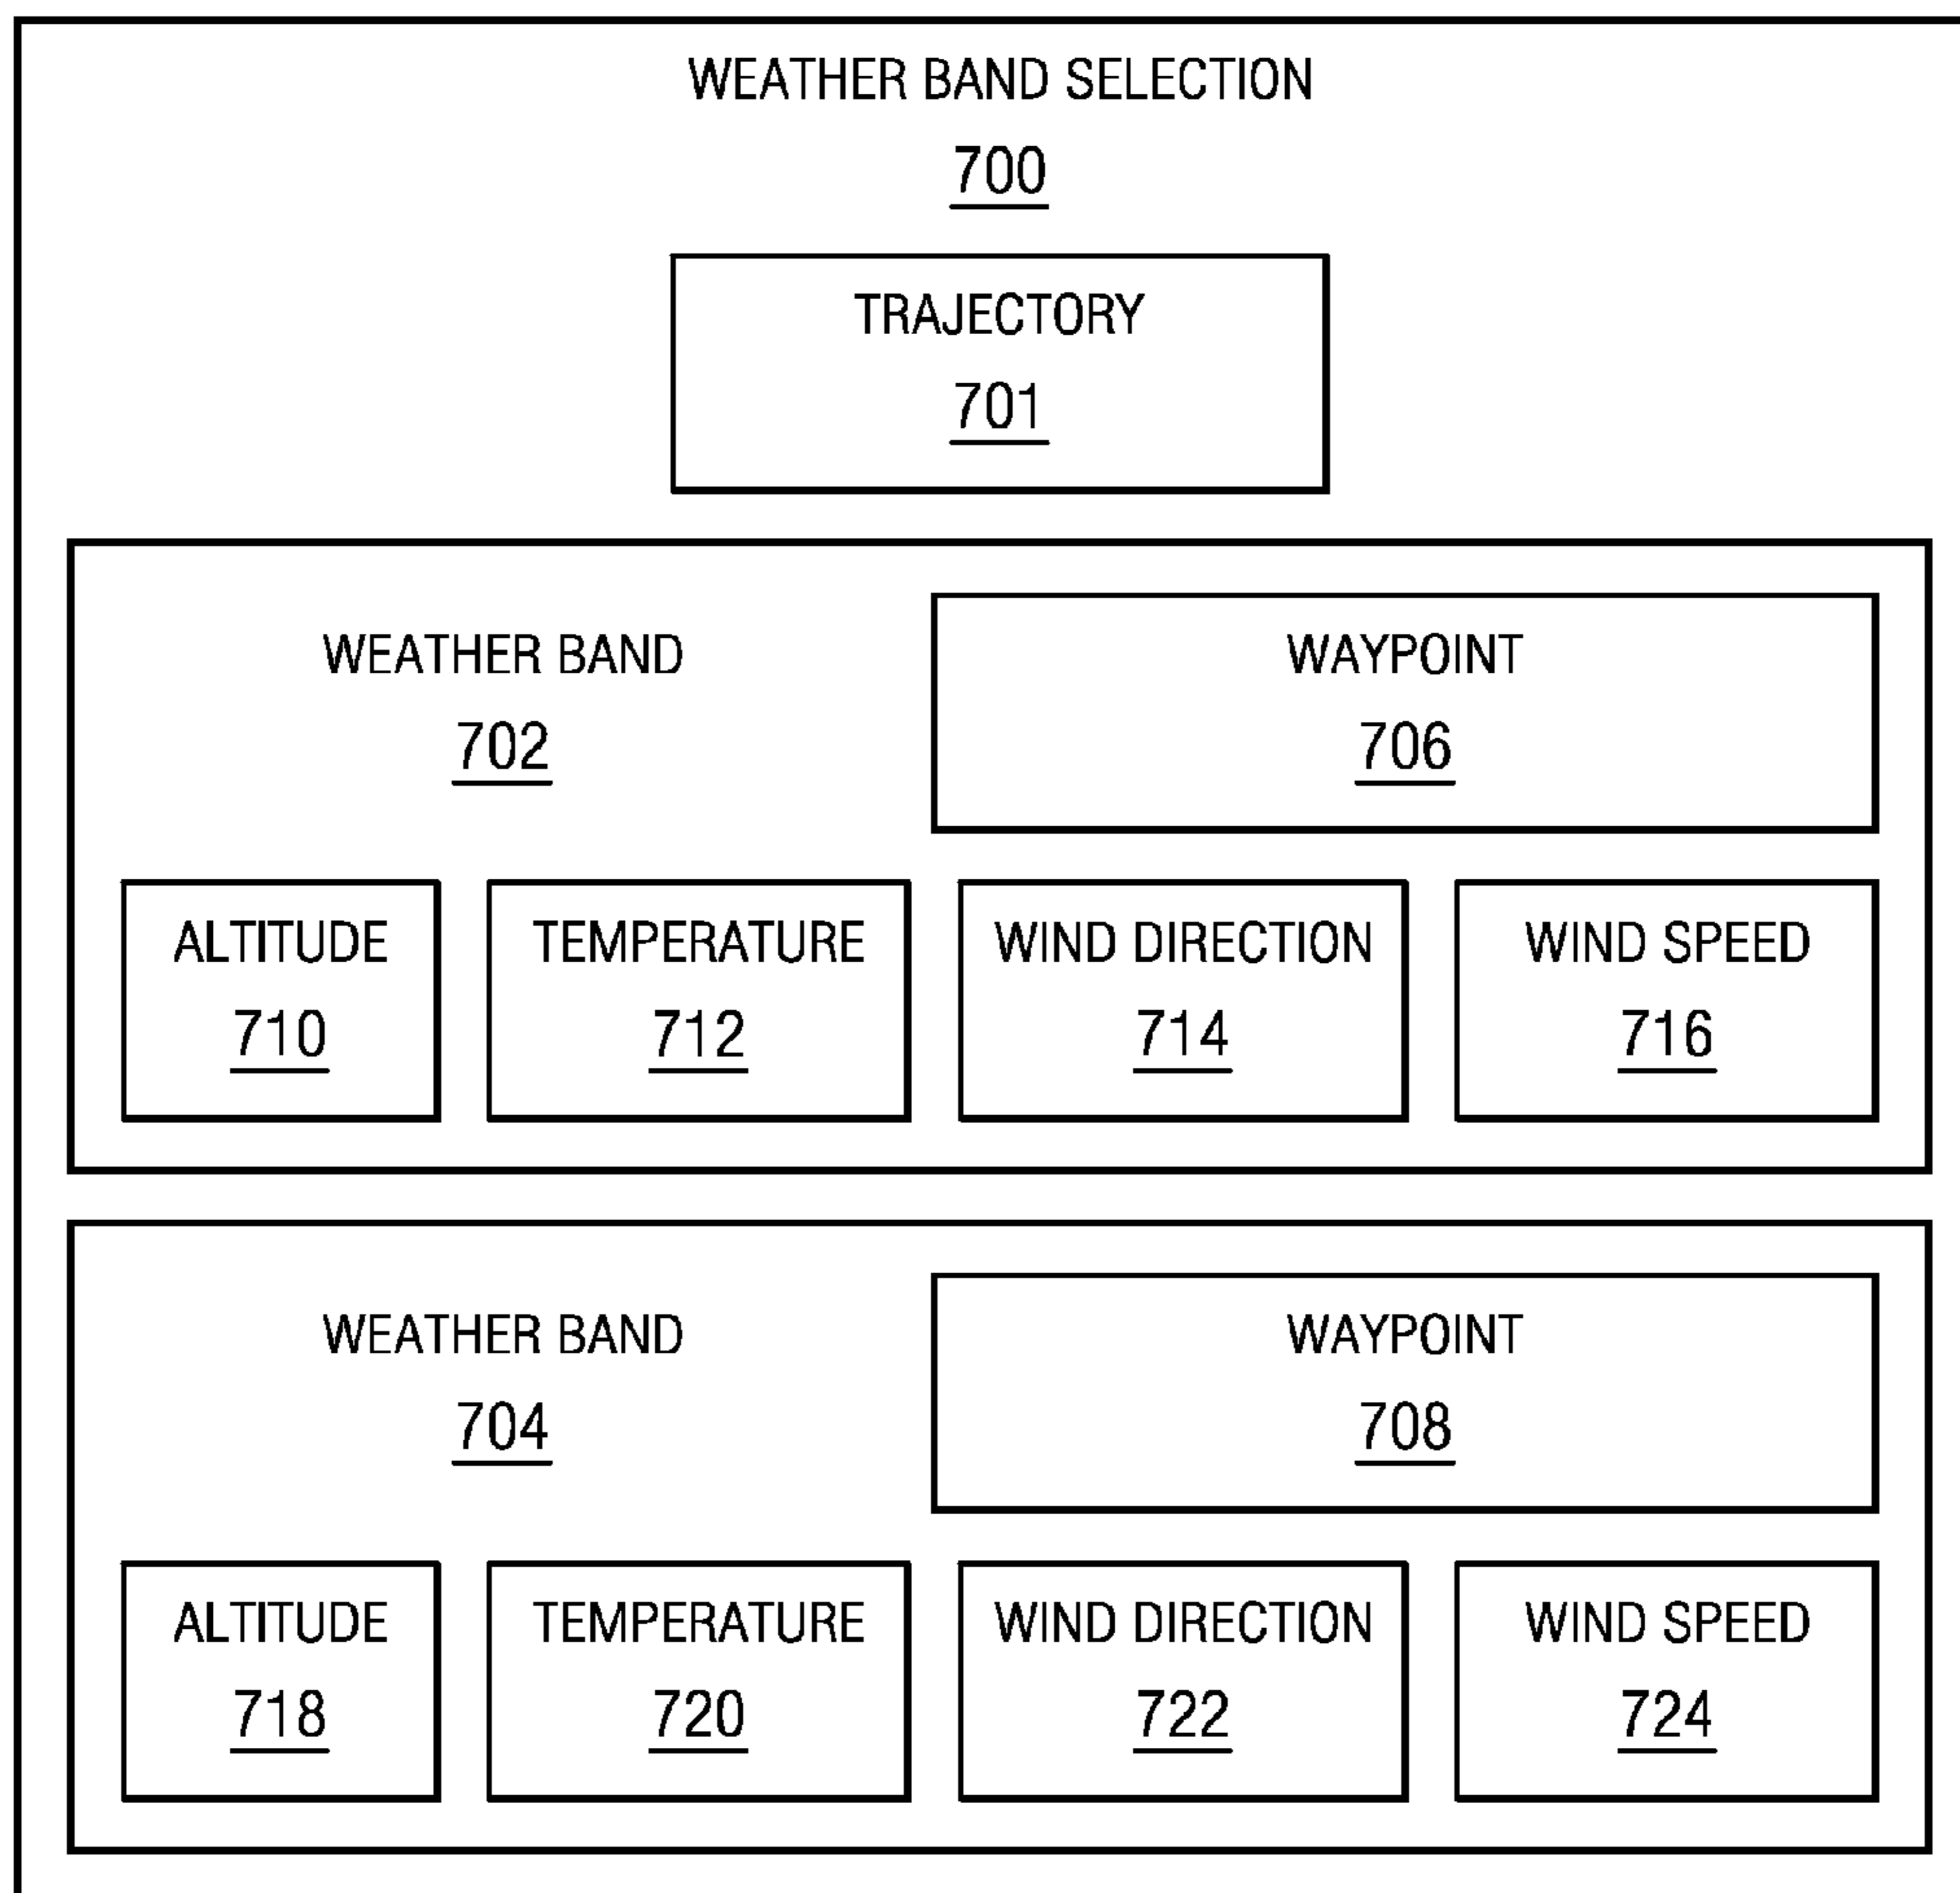 WEATHER BAND SELECTION
700
TRAJECTORY
701
WEATHER BAND
702
WAYPOINT
706
ALTITUDE
710
TEMPERATURE
712
WIND DIRECTION
714
WIND SPEED
716
WEATHER BAND
704
WAYPOINT
708
ALTITUDE
718
TEMPERATURE
720
WIND DIRECTION
722
WIND SPEED
724